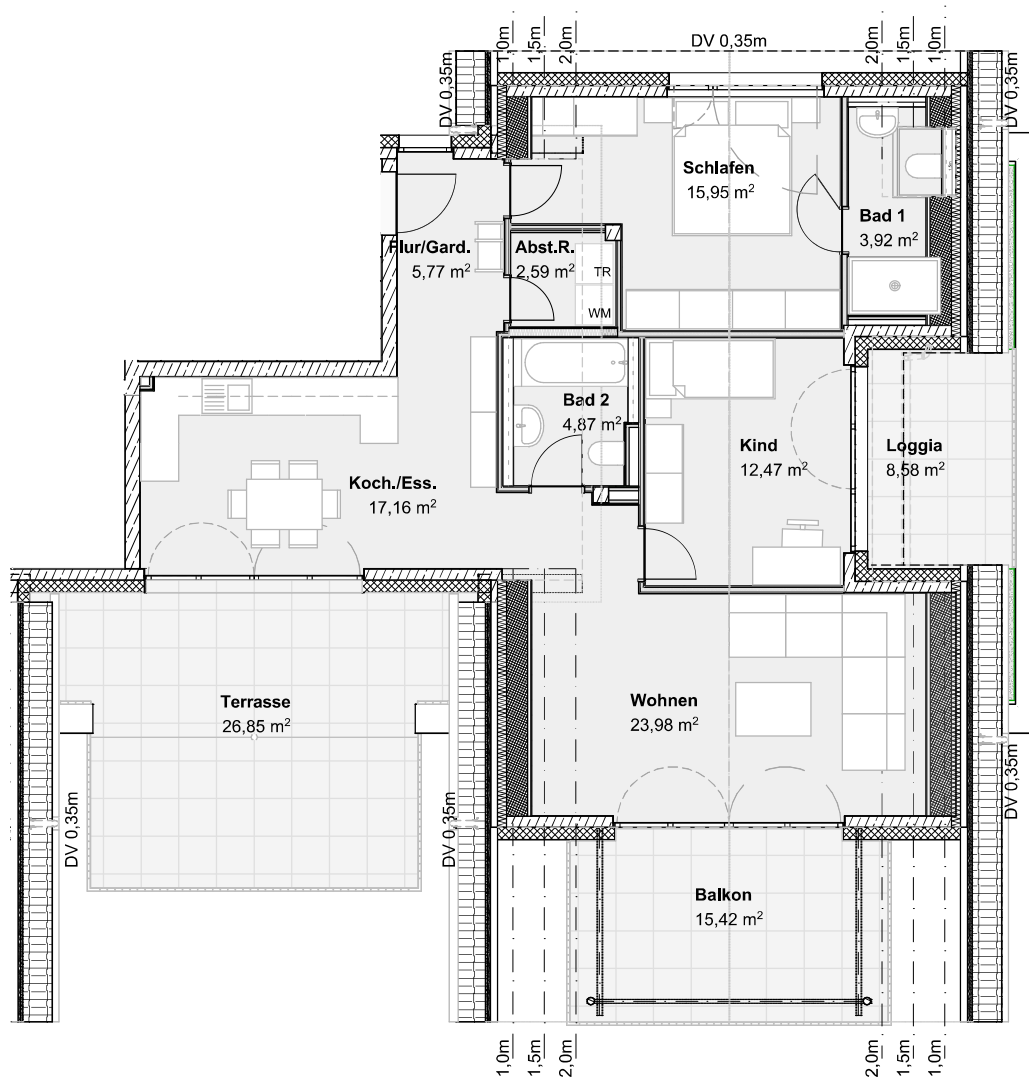 1,0m
1,5m
2,0m
DV 0,35m
2,0m
1,5m
1,0m
DV 0,35m
DV 0,35m
Schlafen
15,95 m²
Bad 1
3,92 m²
Flur/Gard.
5,77 m²
Abst.R.
2,59 m²
TR
WM
Bad 2
4,87 m²
Kind
12,47 m²
Loggia
8,58 m²
Koch./Ess.
17,16 m²
Terrasse
26,85 m²
Wohnen
23,98 m²
DV 0,35m
DV 0,35m
DV 0,35m
Balkon
15,42 m²
1,0m
1,5m
2,0m
2,0m
1,5m
1,0m